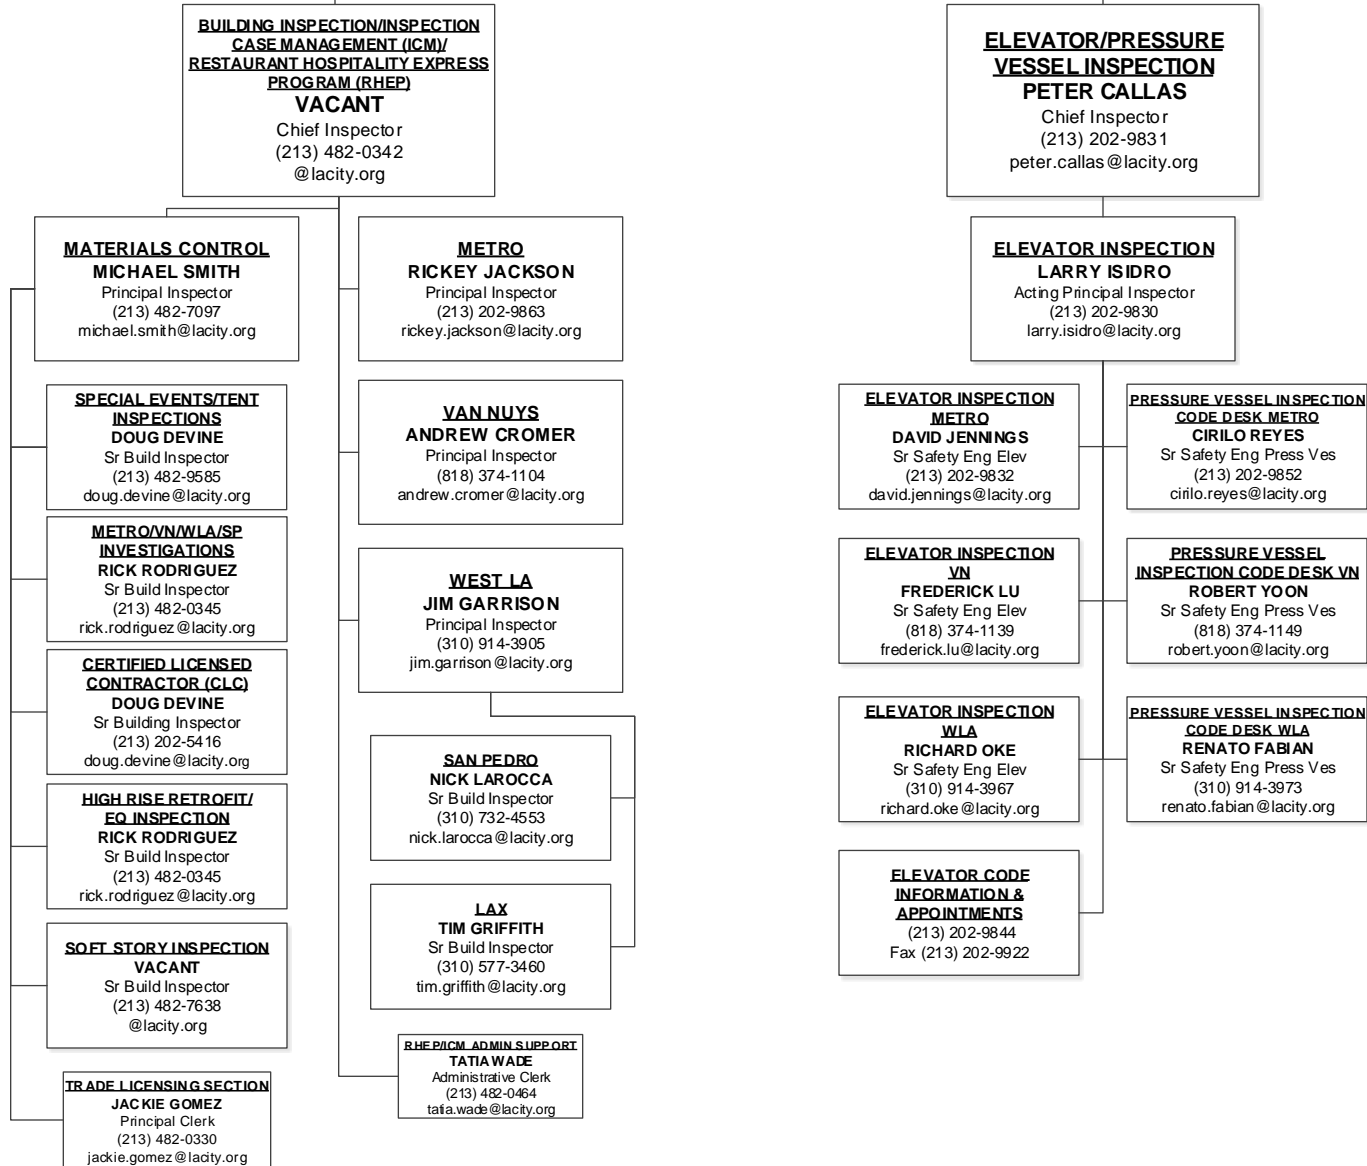 BUILDING INSPECTION/INSPECTION
CASE MANAGEMENT (ICM)/
RESTAURANT HOSPITALITY EXPRESS
PROGRAM (RHEP)
VACANT
Chief Inspector
(213) 482-0342
@lacity.org
MATERIALS CONTROL
MICHAEL SMITH
Principal Inspector
(213) 482-7097
michael.smith@lacity.org
SPECIAL EVENTS/TENT
INSPECTIONS
DOUG DEVINE
Sr Build Inspector
(213) 482-9585
doug.devine@lacity.org
METRO/VN/WLA/SP
INVESTIGATIONS
RICK RODRIGUEZ
Sr Build Inspector
(213) 482-0345
rick.rodriguez@lacity.org
CERTIFIED LICENSED
CONTRACTOR (CLC)
DOUG DEVINE
Sr Building Inspector
(213) 202-5416
doug.devine@lacity.org
HIGH RISE RETROFIT/
EQ INSPECTION
RICK RODRIGUEZ
Sr Build Inspector
(213) 482-0345
rick.rodriguez@lacity.org
SOFT STORY INSPECTION
VACANT
Sr Build Inspector
(213) 482-7638
@lacity.org
TRADE LICENSING SECTION
JACKIE GOMEZ
Principal Clerk
(213) 482-0330
jackie.gomez@lacity.org
METRO
RICKEY JACKSON
Principal Inspector
(213) 202-9863
rickey.jackson@lacity.org
VAN NUYS
ANDREW CROMER
Principal Inspector
(818) 374-1104
andrew.cromer@lacity.org
WEST LA
JIM GARRISON
Principal Inspector
(310) 914-3905
jim.garrison@lacity.org
SAN PEDRO
NICK LAROCCA
Sr Build Inspector
(310) 732-4553
nick.larocca@lacity.org
LAX
TIM GRIFFITH
Sr Build Inspector
(310) 577-3460
tim.griffith@lacity.org
RHEP/ICM ADMIN SUPPORT
TATIA WADE
Administrative Clerk
(213) 482-0464
tatia.wade@lacity.org
ELEVATOR/PRESSURE
VESSEL INSPECTION
PETER CALLAS
Chief Inspector
(213) 202-9831
peter.callas@lacity.org
ELEVATOR INSPECTION
LARRY ISIDRO
Acting Principal Inspector
(213) 202-9830
larry.isidro@lacity.org
ELEVATOR INSPECTION
METRO
DAVID JENNINGS
Sr Safety Eng Elev
(213) 202-9832
david.jennings@lacity.org
PRESSURE VESSEL INSPECTION
CODE DESK METRO
CIRILO REYES
Sr Safety Eng Press Ves
(213) 202-9852
cirilo.reyes@lacity.org
ELEVATOR INSPECTION
VN
FREDERICK LU
Sr Safety Eng Elev
(818) 374-1139
frederick.lu@lacity.org
PRESSURE VESSEL
INSPECTION CODE DESK VN
ROBERT YOON
Sr Safety Eng Press Ves
(818) 374-1149
robert.yoon@lacity.org
ELEVATOR INSPECTION
WLA
RICHARD OKE
Sr Safety Eng Elev
(310) 914-3967
richard.oke@lacity.org
PRESSURE VESSEL INSPECTION
CODE DESK WLA
RENATO FABIAN
Sr Safety Eng Press Ves
(310) 914-3973
renato.fabian@lacity.org
ELEVATOR CODE
INFORMATION &
APPOINTMENTS
(213) 202-9844
Fax (213) 202-9922